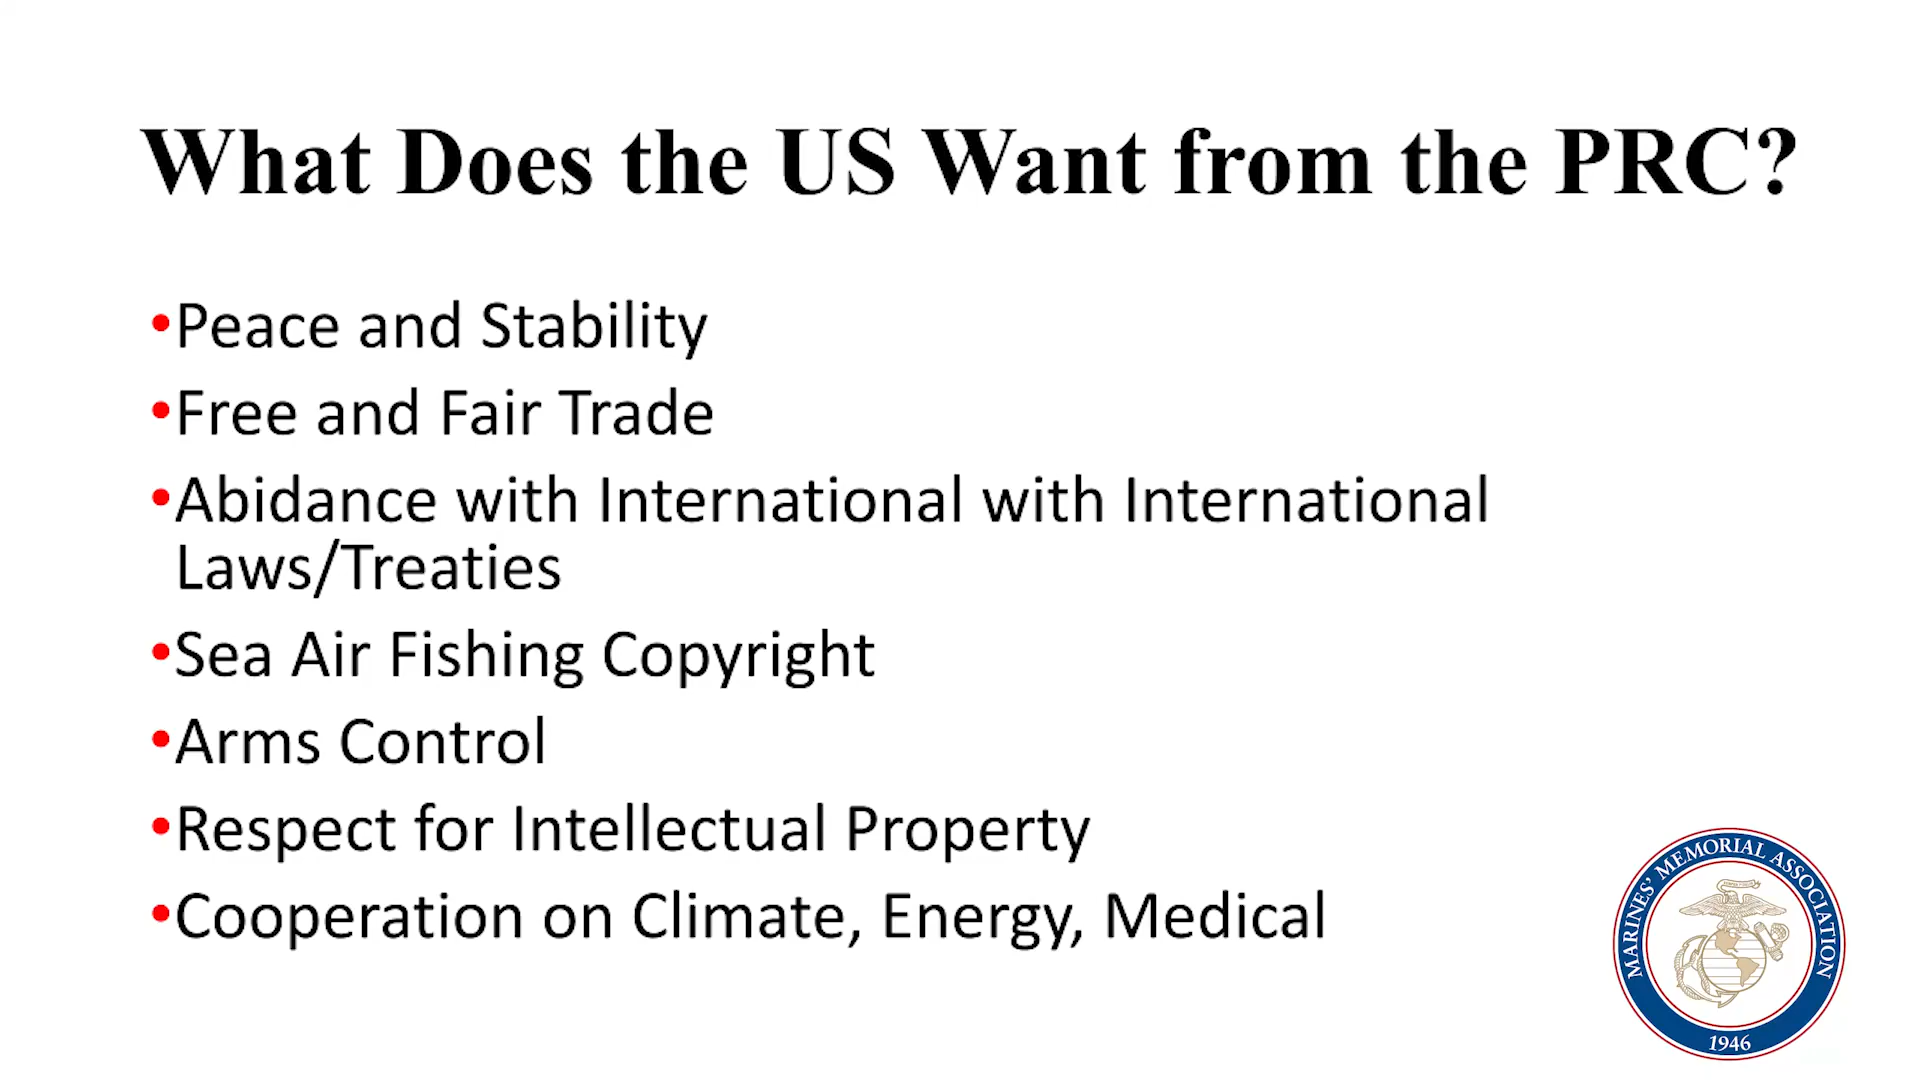 What Does the US Want from the PRC?
•Peace and Stability
•Free and Fair Trade
•Abidance with International with International
Laws/Treaties
•Sea Air Fishing Copyright
•Arms Control
•Respect for Intellectual Property
•Cooperation on Climate, Energy, Medical
MARINES' MEMORIAL ASSOCIATION
1946